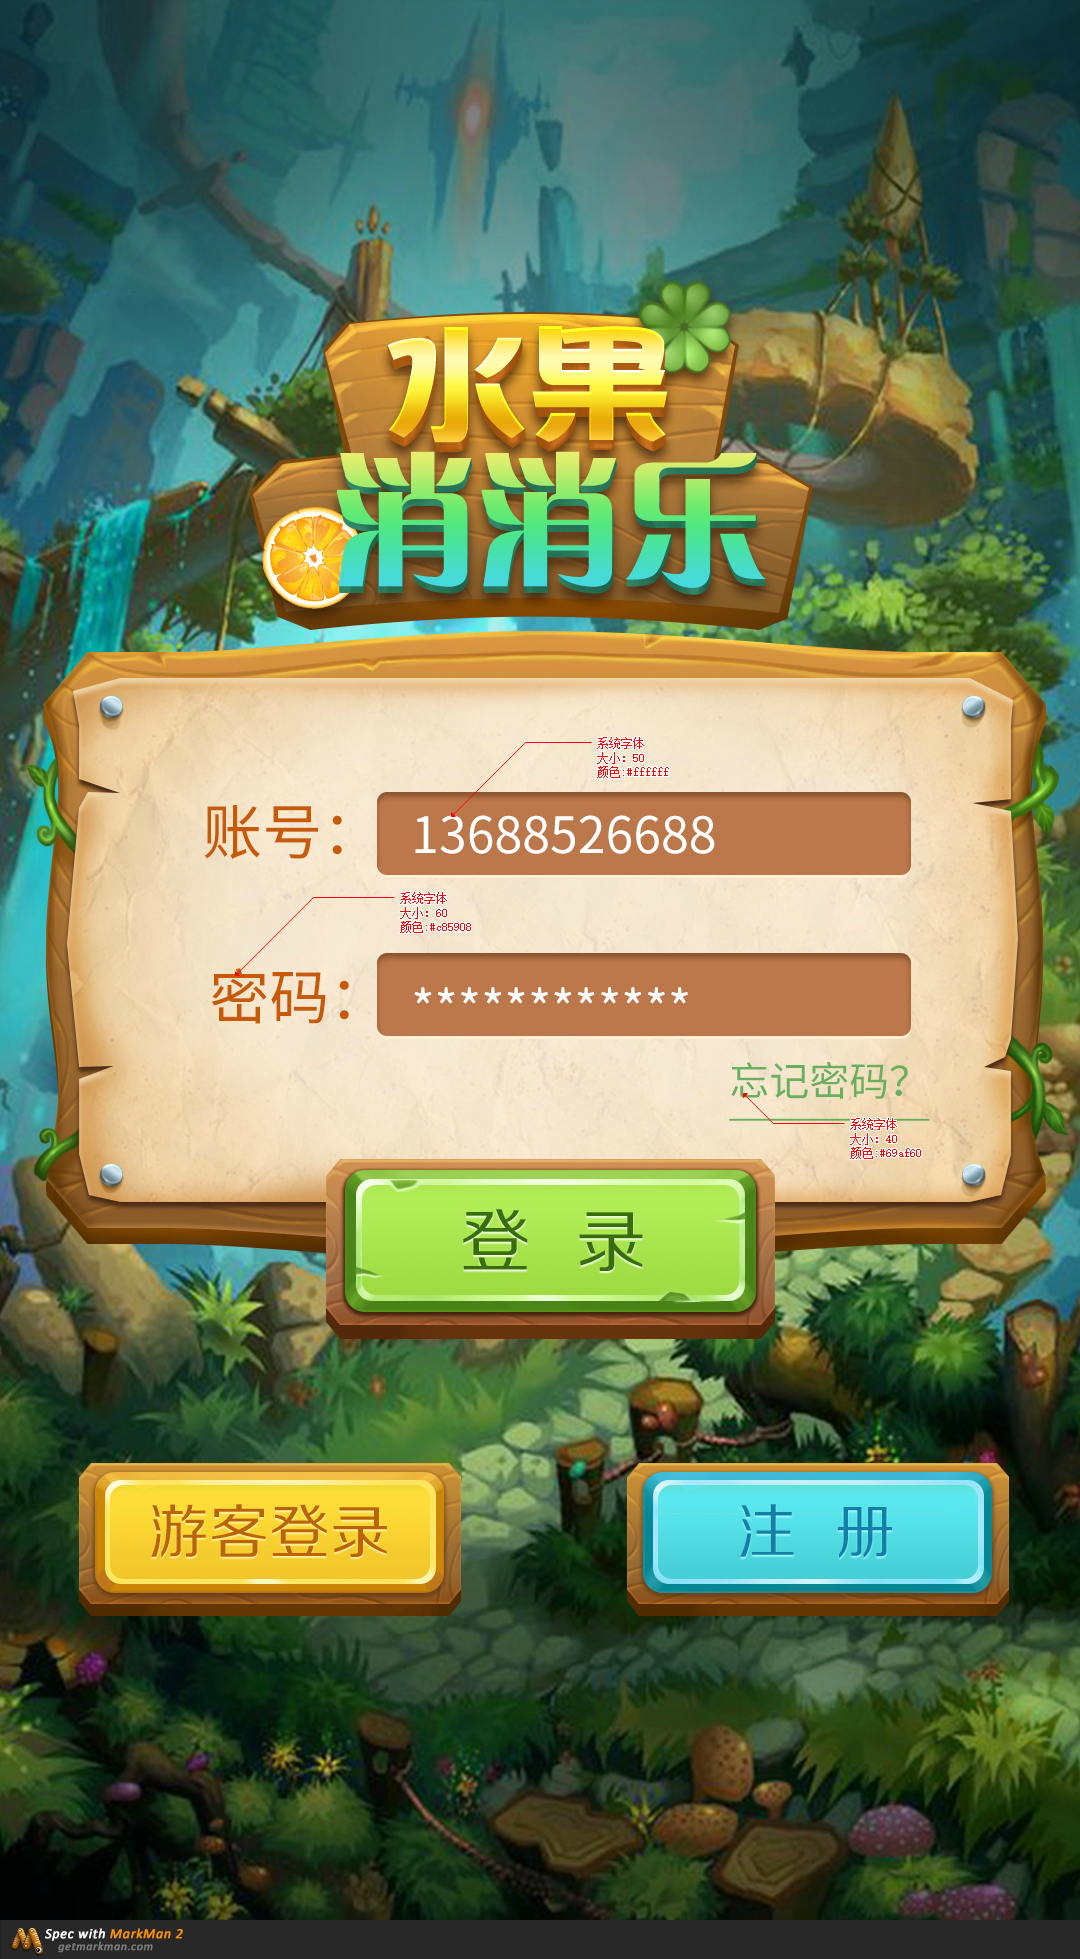 水果
消消乐
系统字体
大小: 50
颜色:#ffffff
账号：
13688526688
系统字体
大小: 60
颜色:#c85908
密码：
************
忘记密码?
系统字体
大小: 40
颜色:#69af60
登 录
游客登录
注 册
Spec with MarkMan 2
getmarkman.com